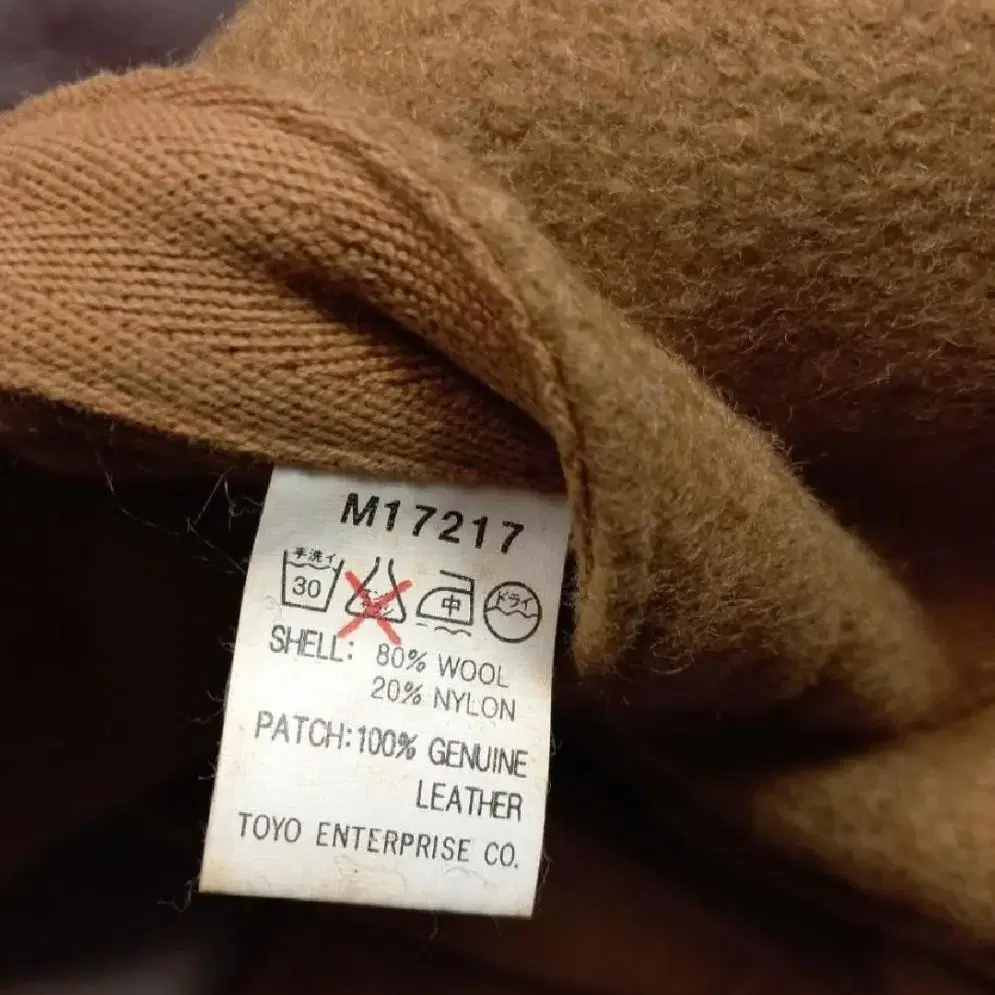 M17217
手洗イ
30 中 ドライ
SHELL: 80% WOOL
20% NYLON
PATCH:100% GENUINE
LEATHER
TOYO ENTERPRISE CO.